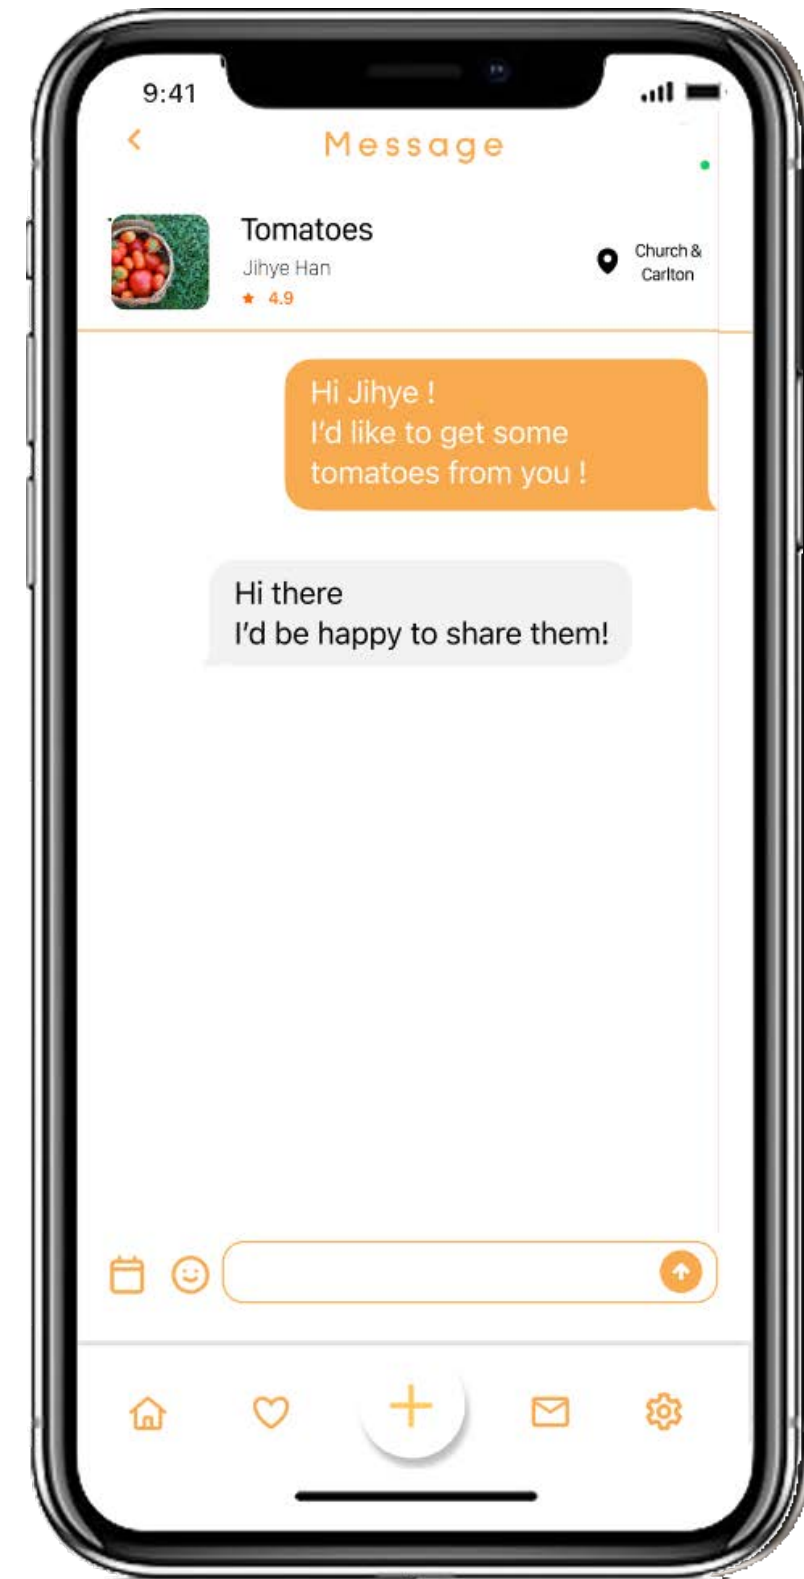 9:41
Message
Tomatoes
Jihye Han
4.9
Church &
Carlton
Hi Jihye !
I’d like to get some
tomatoes from you !
Hi there
I’d be happy to share them!